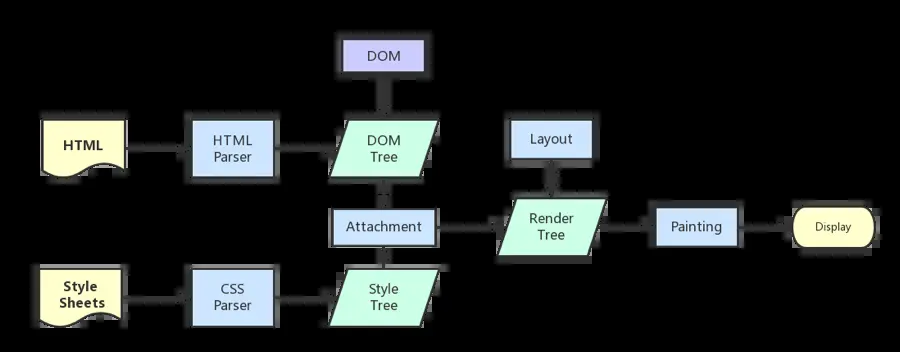 DOM
HTML
HTML
Parser
DOM
Tree
Layout
Attachment
Render
Tree
Painting
Display
Style
Sheets
CSS
Parser
Style
Tree